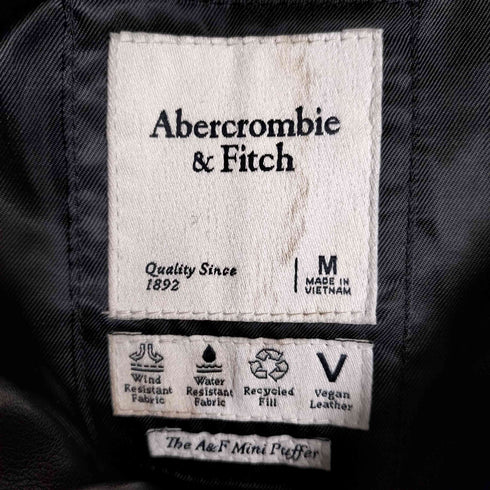 Abercrombie
& Fitch
Quality Since
1892
M
MADE IN
VIETNAM
Wind
Resistant
Fabric
Water
Resistant
Fabric
Recycled
Fill
V
Vegan
Leather
The A&F Mini Puffer